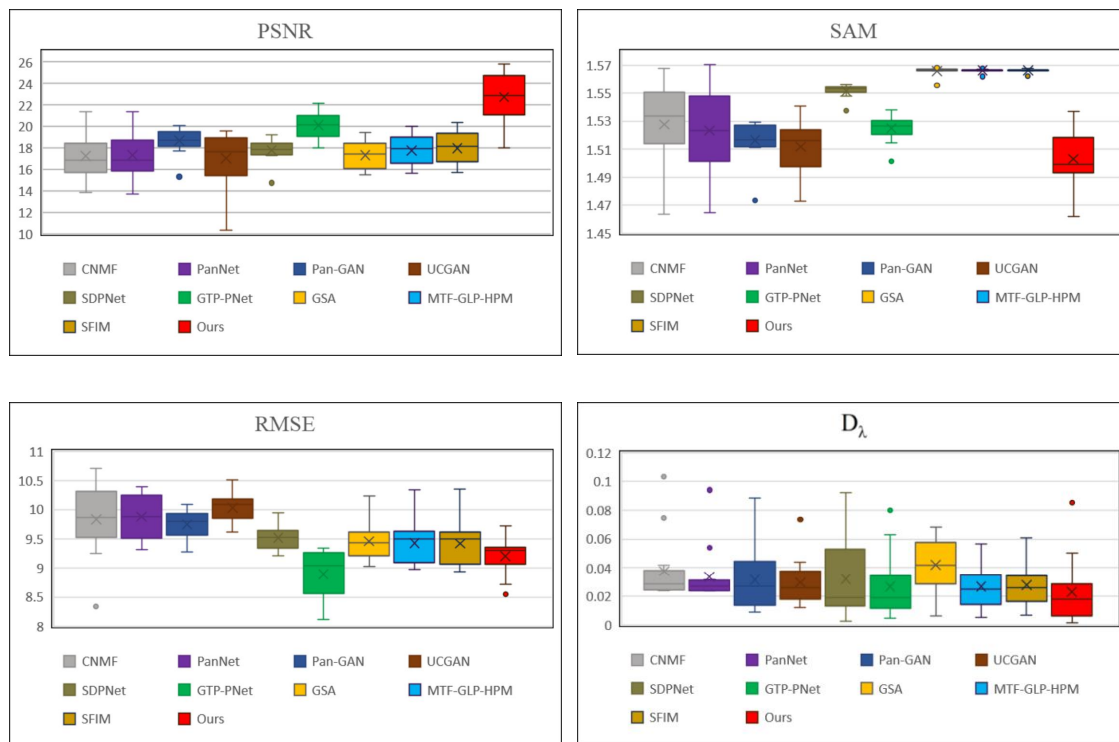 PSNR
26
24
22
20
18
16
14
12
10
CNMF PanNet Pan-GAN UCGAN
SDPNet GTP-PNet GSA MTF-GLP-HPM
SFIM Ours
SAM
1.57
1.55
1.53
1.51
1.49
1.47
1.45
CNMF PanNet Pan-GAN UCGAN
SDPNet GTP-PNet GSA MTF-GLP-HPM
SFIM Ours
RMSE
11
10.5
10
9.5
9
8.5
8
CNMF PanNet Pan-GAN UCGAN
SDPNet GTP-PNet GSA MTF-GLP-HPM
SFIM Ours
Dλ
0.12
0.1
0.08
0.06
0.04
0.02
0
CNMF PanNet Pan-GAN UCGAN
SDPNet GTP-PNet GSA MTF-GLP-HPM
SFIM Ours